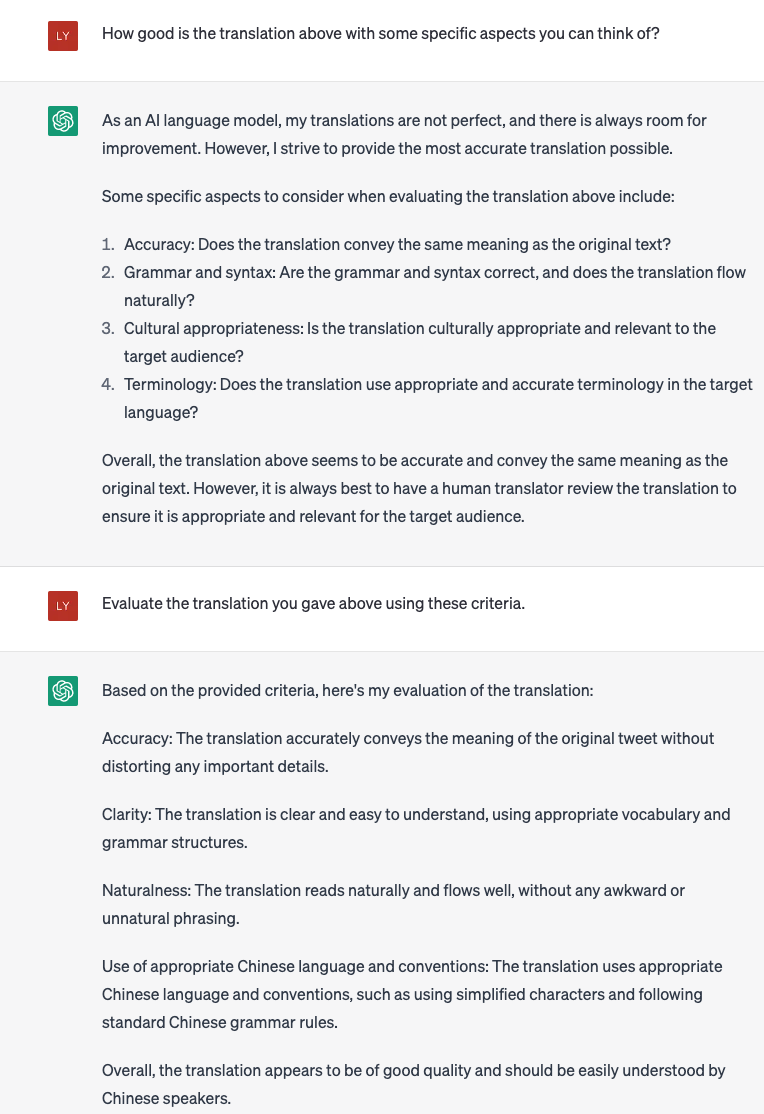 LY
How good is the translation above with some specific aspects you can think of?
As an AI language model, my translations are not perfect, and there is always room for
improvement. However, I strive to provide the most accurate translation possible.
Some specific aspects to consider when evaluating the translation above include:
1. Accuracy: Does the translation convey the same meaning as the original text?
2. Grammar and syntax: Are the grammar and syntax correct, and does the translation flow
naturally?
3. Cultural appropriateness: Is the translation culturally appropriate and relevant to the
target audience?
4. Terminology: Does the translation use appropriate and accurate terminology in the target
language?
Overall, the translation above seems to be accurate and convey the same meaning as the
original text. However, it is always best to have a human translator review the translation to
ensure it is appropriate and relevant for the target audience.
LY
Evaluate the translation you gave above using these criteria.
Based on the provided criteria, here's my evaluation of the translation:
Accuracy: The translation accurately conveys the meaning of the original tweet without
distorting any important details.
Clarity: The translation is clear and easy to understand, using appropriate vocabulary and
grammar structures.
Naturalness: The translation reads naturally and flows well, without any awkward or
unnatural phrasing.
Use of appropriate Chinese language and conventions: The translation uses appropriate
Chinese language and conventions, such as using simplified characters and following
standard Chinese grammar rules.
Overall, the translation appears to be of good quality and should be easily understood by
Chinese speakers.